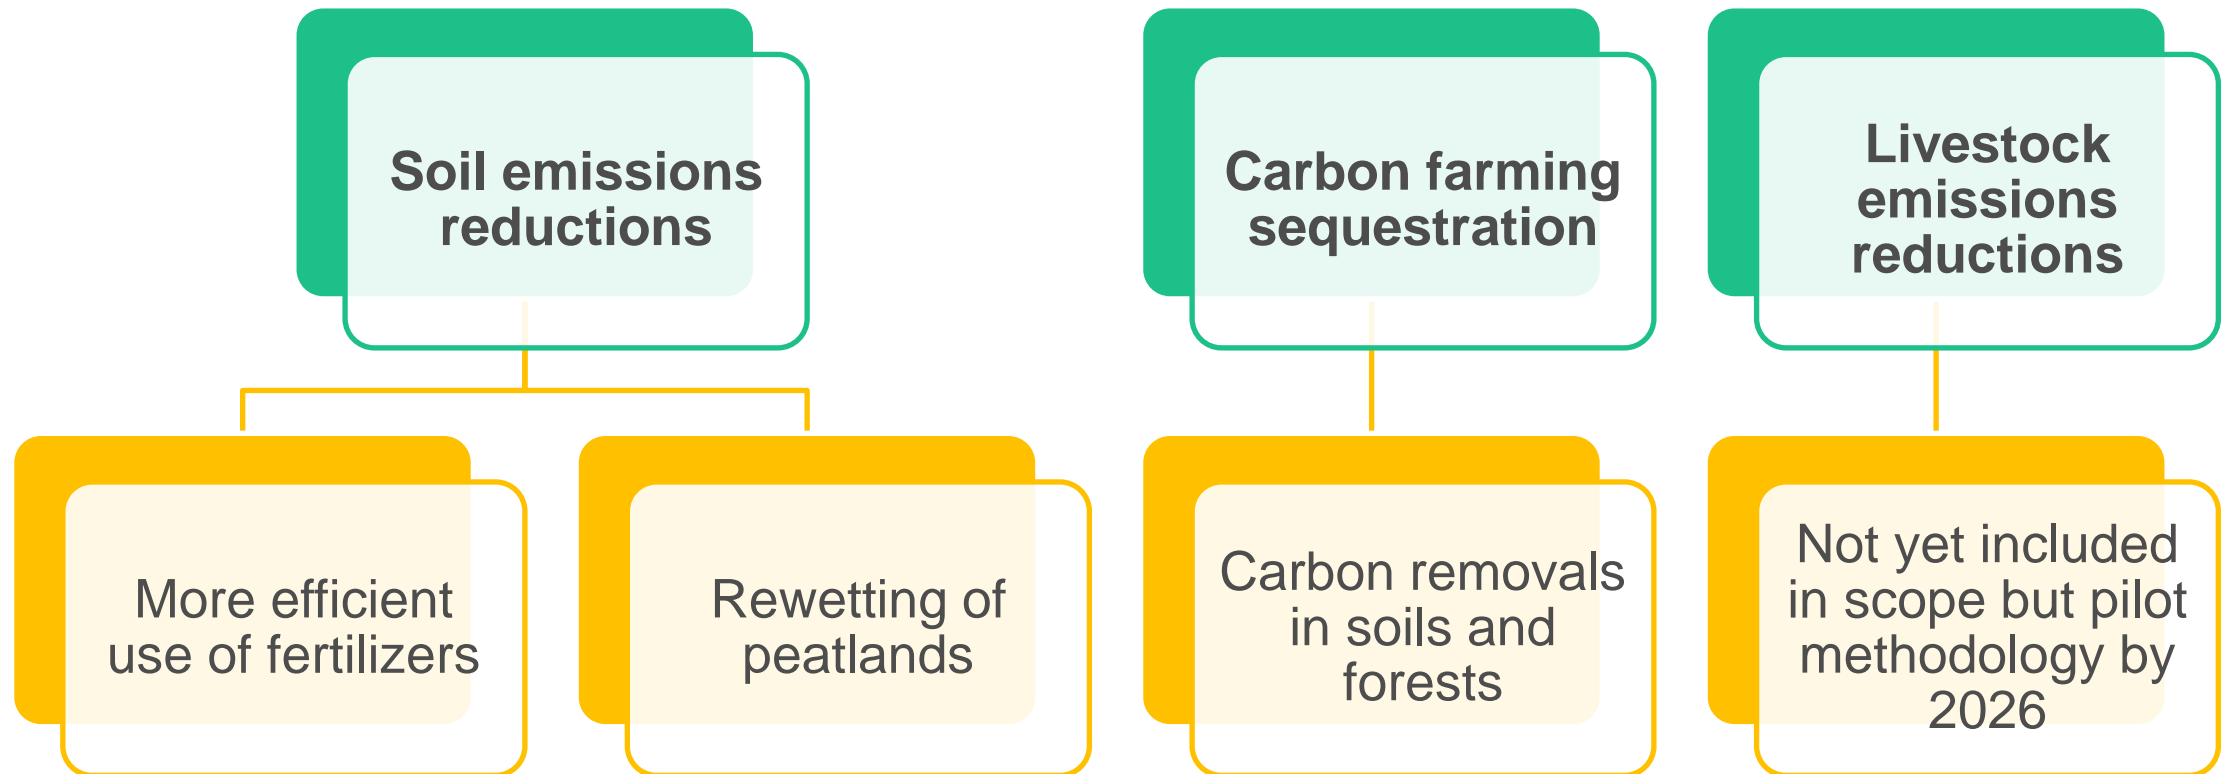 Soil emissions
reductions
Carbon farming
sequestration
Livestock
emissions
reductions
More efficient
use of fertilizers
Rewetting of
peatlands
Carbon removals
in soils and
forests
Not yet included
in scope but pilot
methodology by
2026